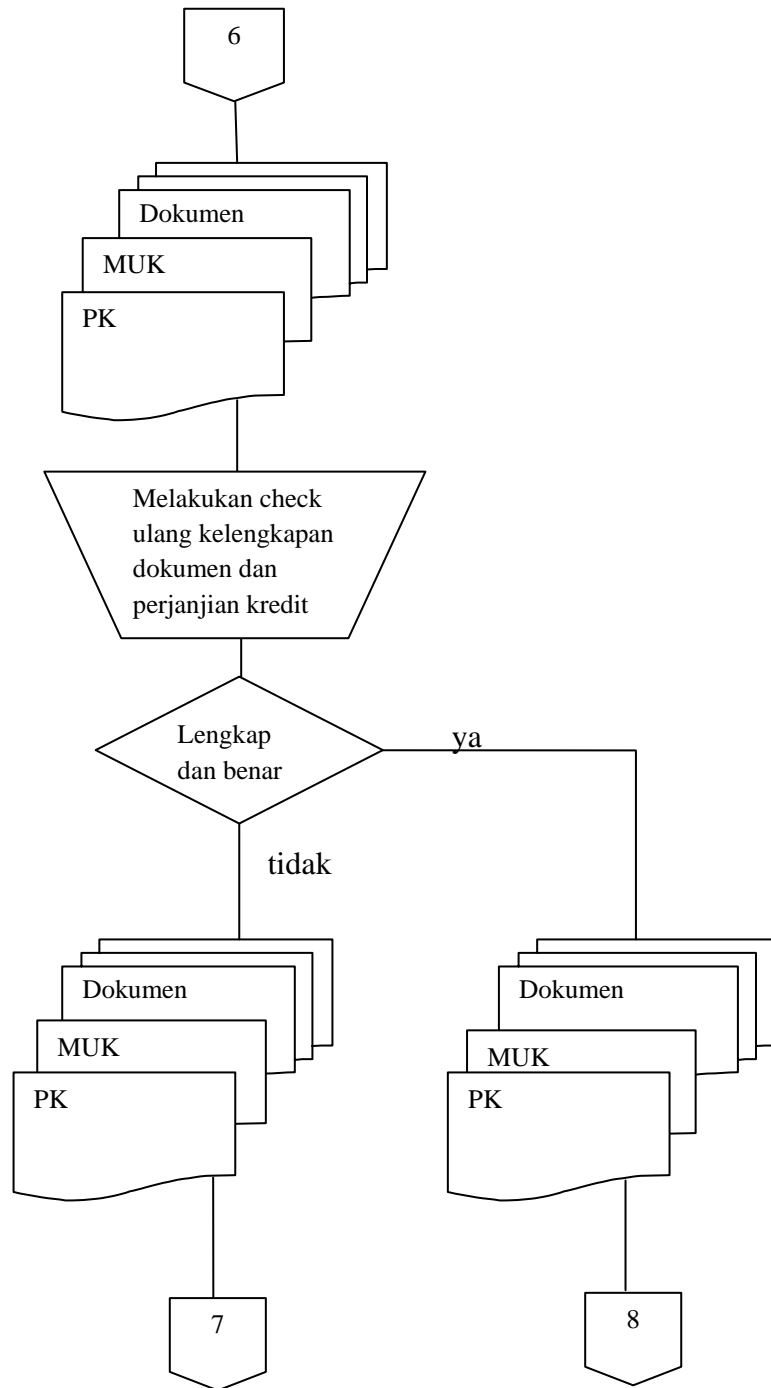 6
Dokumen
MUK
PK
Melakukan check
ulang kelengkapan
dokumen dan
perjanjian kredit
Lengkap
dan benar
ya
tidak
Dokumen
MUK
PK
7
Dokumen
MUK
PK
8